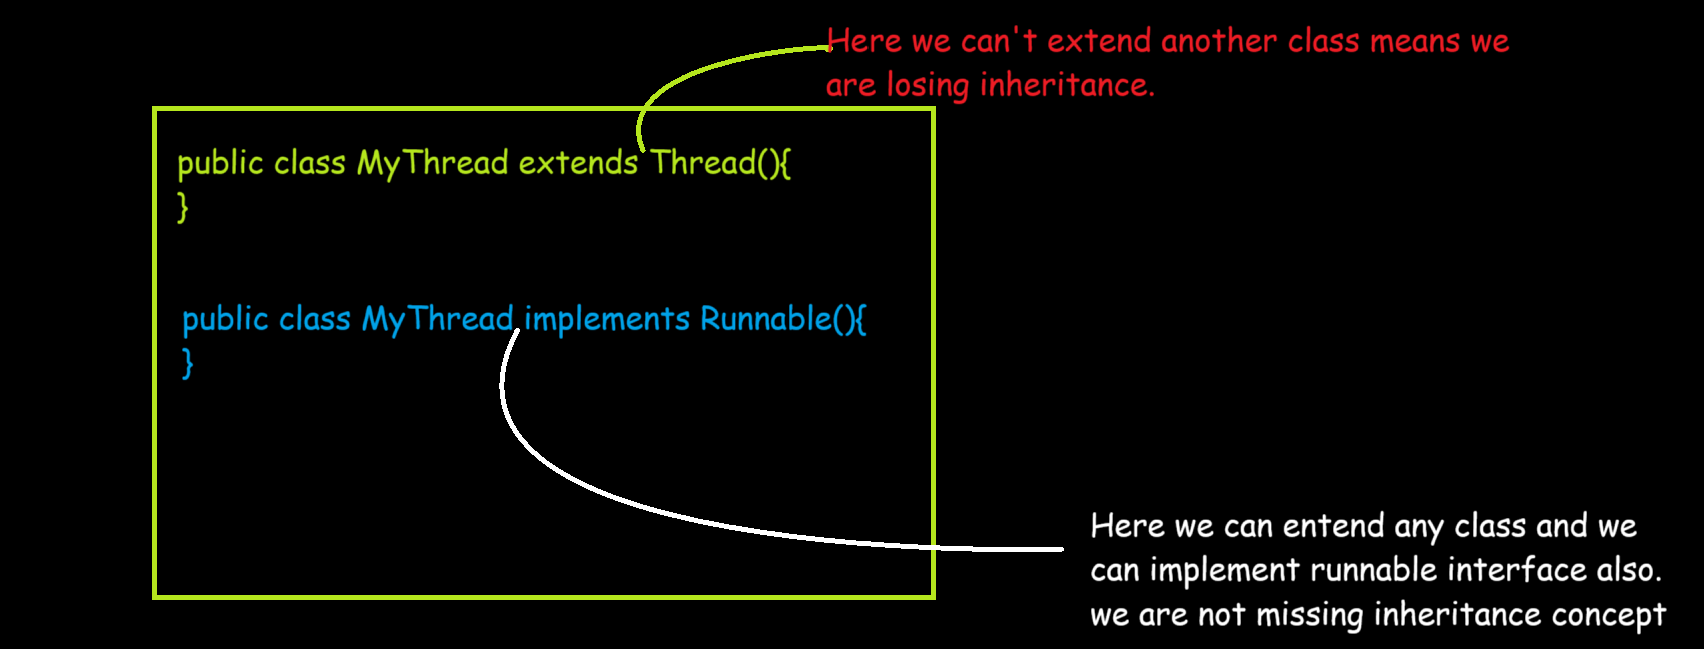 Here we can't extend another class means we
are losing inheritance.
public class MyThread extends Thread(){
}
public class MyThread implements Runnable(){
}
Here we can entend any class and we
can implement runnable interface also.
we are not missing inheritance concept